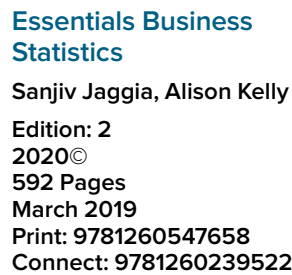 Essentials Business
Statistics
Sanjiv Jaggia, Alison Kelly
Edition: 2
2020©
592 Pages
March 2019
Print: 9781260547658
Connect: 9781260239522